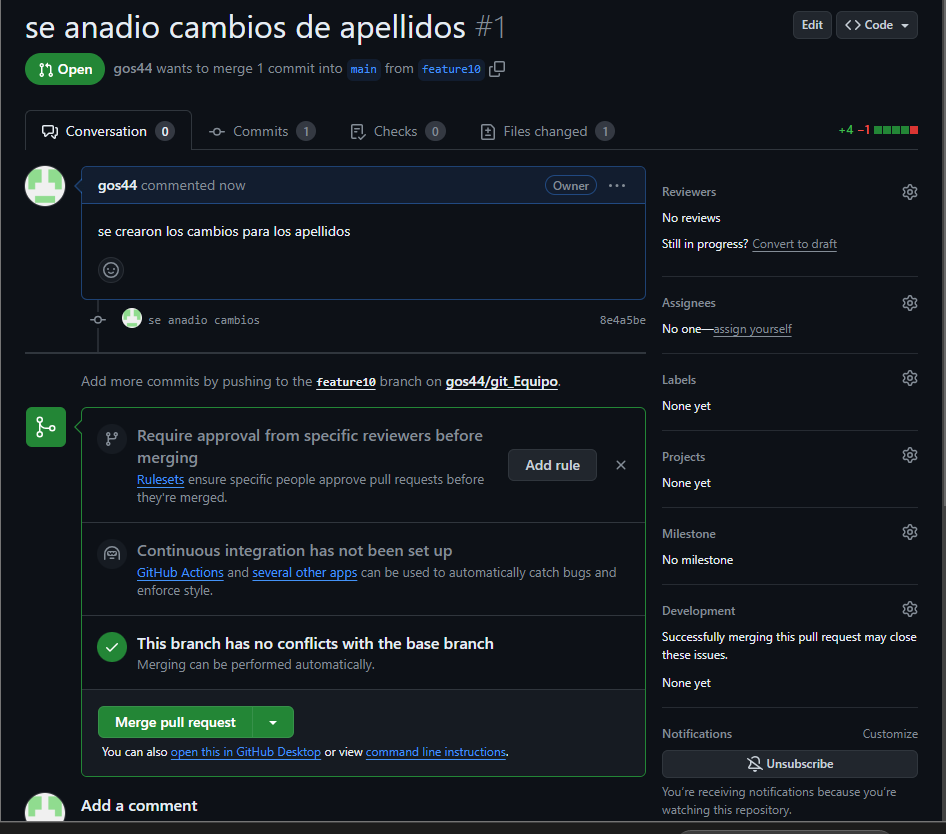 se anadio cambios de apellidos #1
Edit
<> Code
Open
gos44 wants to merge 1 commit into main from feature10
Conversation 0
Commits 1
Checks 0
Files changed 1
+4 −1
gos44 commented now
Owner
se crearon los cambios para los apellidos
se anadio cambios
8e4a5be
Add more commits by pushing to the feature10 branch on gos44/git_Equipo.
Require approval from specific reviewers before
merging
Rulesets ensure specific people approve pull requests before
they're merged.
Add rule
Continuous integration has not been set up
GitHub Actions and several other apps can be used to automatically catch bugs and
enforce style.
This branch has no conflicts with the base branch
Merging can be performed automatically.
Merge pull request
You can also open this in GitHub Desktop or view command line instructions.
Add a comment
Reviewers
No reviews
Still in progress? Convert to draft
Assignees
No one—assign yourself
Labels
None yet
Projects
None yet
Milestone
No milestone
Development
Successfully merging this pull request may close
these issues.
None yet
Notifications
Customize
Unsubscribe
You're receiving notifications because you're
watching this repository.